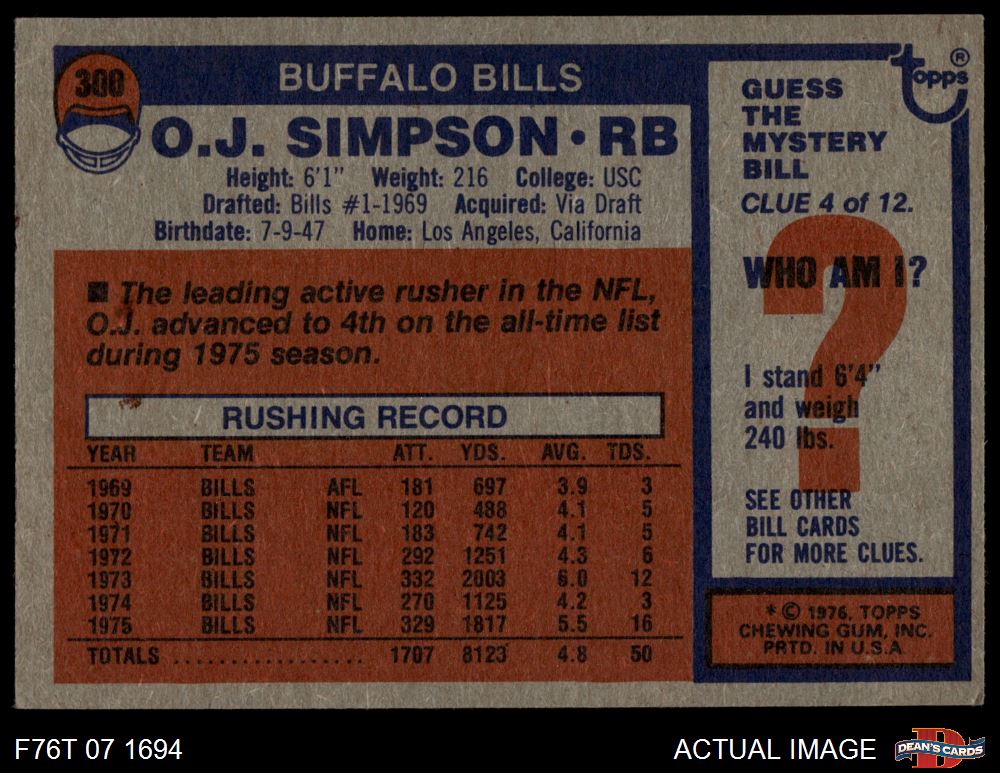 300
BUFFALO BILLS
O.J. SIMPSON • RB
Height: 6'1" Weight: 216 College: USC
Drafted: Bills #1-1969 Acquired: Via Draft
Birthdate: 7-9-47 Home: Los Angeles, California
■ The leading active rusher in the NFL,
O.J. advanced to 4th on the all-time list
during 1975 season.
RUSHING RECORD
YEAR TEAM ATT. YDS. AVG. TDS.
1969 BILLS AFL 181 697 3.9 3
1970 BILLS NFL 120 488 4.1 5
1971 BILLS NFL 183 742 4.1 5
1972 BILLS NFL 292 1251 4.3 6
1973 BILLS NFL 332 2003 6.0 12
1974 BILLS NFL 270 1125 4.2 3
1975 BILLS NFL 329 1817 5.5 16
TOTALS .................. 1707 8123 4.8 50
topps®
GUESS
THE
MYSTERY
BILL
CLUE 4 of 12.
?
WHO AM I?
I stand 6'4"
and weigh
240 lbs.
SEE OTHER
BILL CARDS
FOR MORE CLUES.
* © 1976, TOPPS
CHEWING GUM, INC.
PRTD. IN U.S.A.
F76T 07 1694
ACTUAL IMAGE
D
DEAN'S CARDS